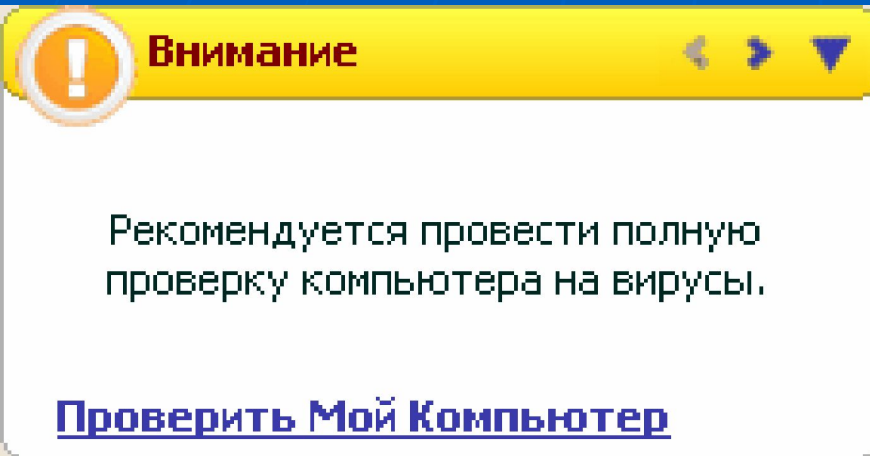 Внимание
Рекомендуется провести полную
проверку компьютера на вирусы.
Проверить Мой Компьютер